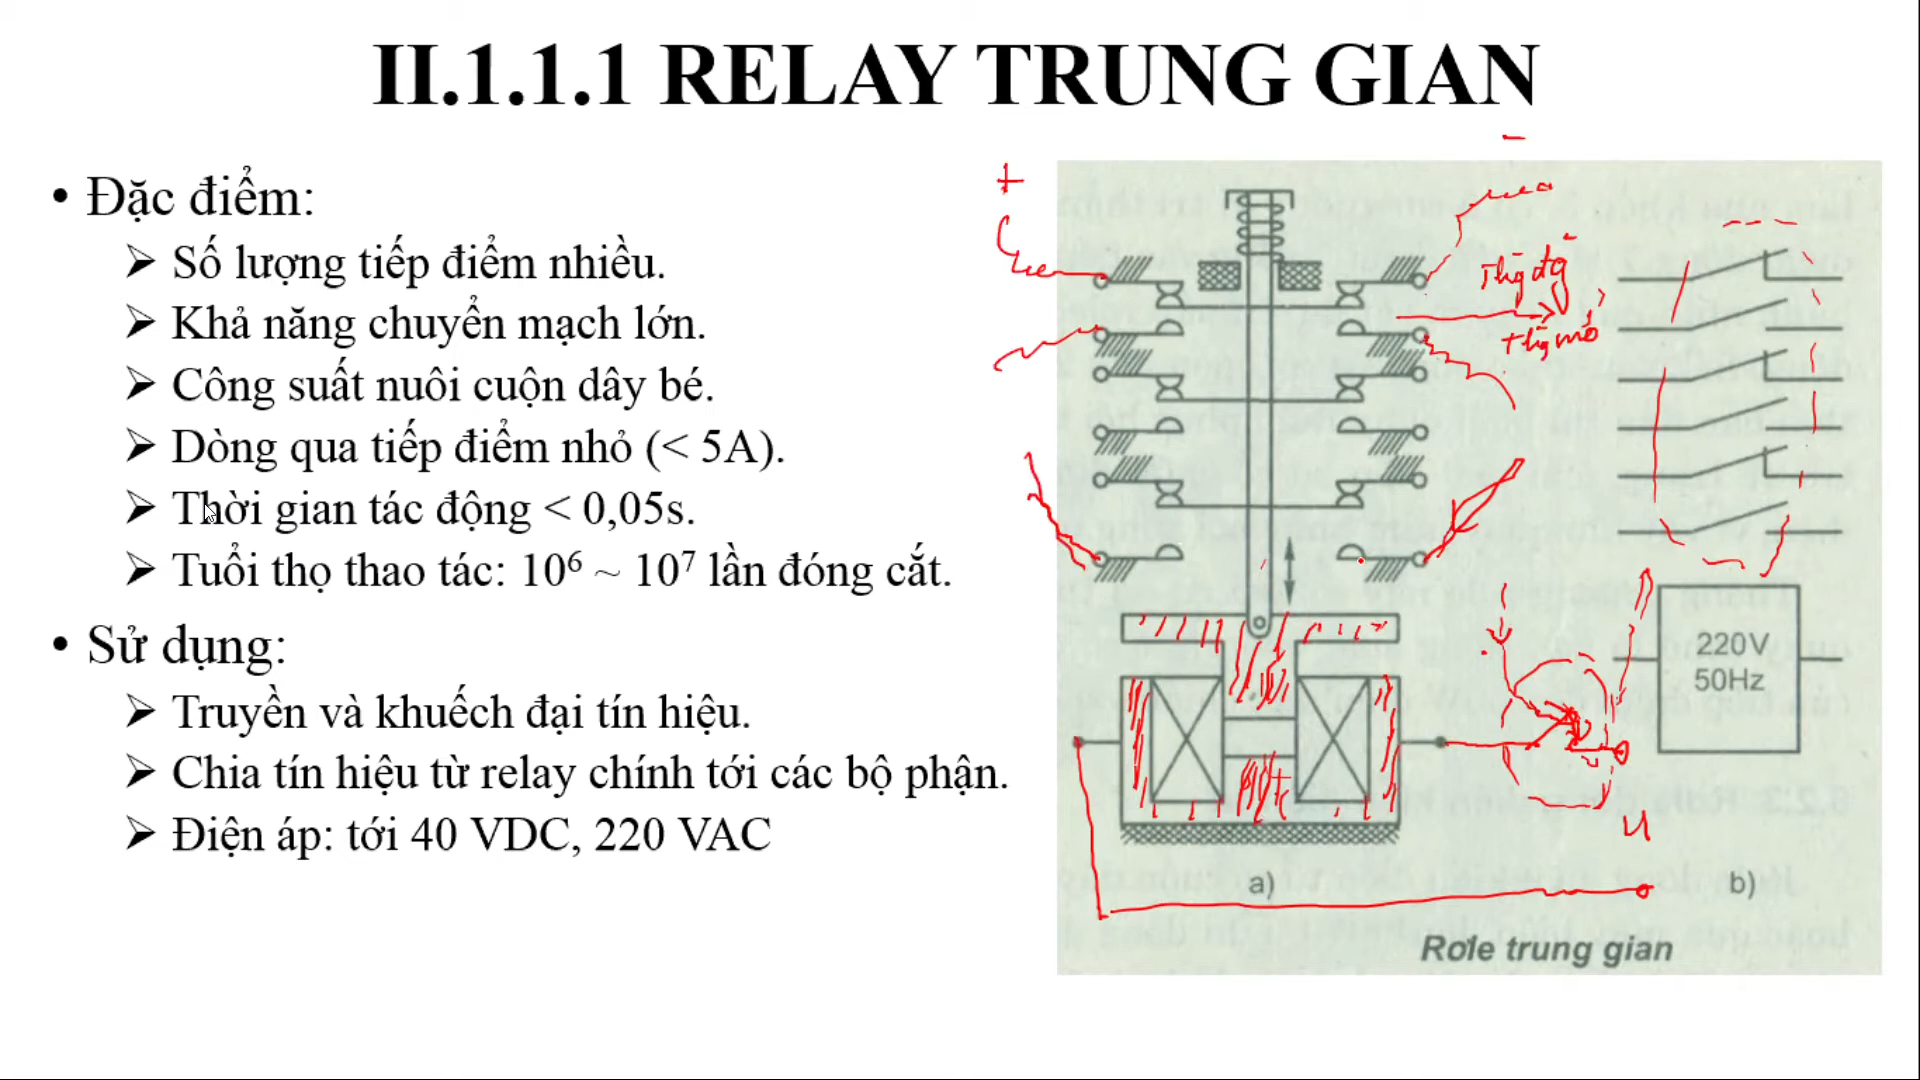 II.1.1.1 RELAY TRUNG GIAN
• Đặc điểm:
➢ Số lượng tiếp điểm nhiều.
➢ Khả năng chuyển mạch lớn.
➢ Công suất nuôi cuộn dây bé.
➢ Dòng qua tiếp điểm nhỏ (< 5A).
➢ Thời gian tác động < 0,05s.
➢ Tuổi thọ thao tác: 10⁶ ~ 10⁷ lần đóng cắt.
• Sử dụng:
➢ Truyền và khuếch đại tín hiệu.
➢ Chia tín hiệu từ relay chính tới các bộ phận.
➢ Điện áp: tới 40 VDC, 220 VAC
+
-
220V
50Hz
a)
b)
Rơle trung gian